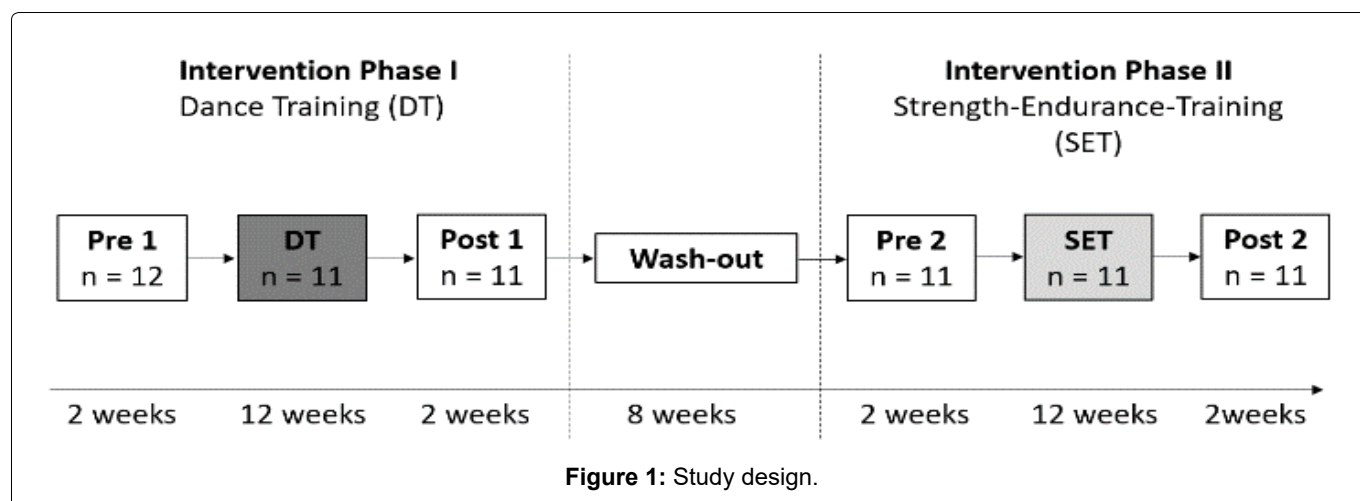 Intervention Phase I
Dance Training (DT)
Intervention Phase II
Strength-Endurance-Training
(SET)
Pre 1
n = 12
DT
n = 11
Post 1
n = 11
Wash-out
Pre 2
n = 11
SET
n = 11
Post 2
n = 11
2 weeks
12 weeks
2 weeks
8 weeks
2 weeks
12 weeks
2weeks
Figure 1: Study design.